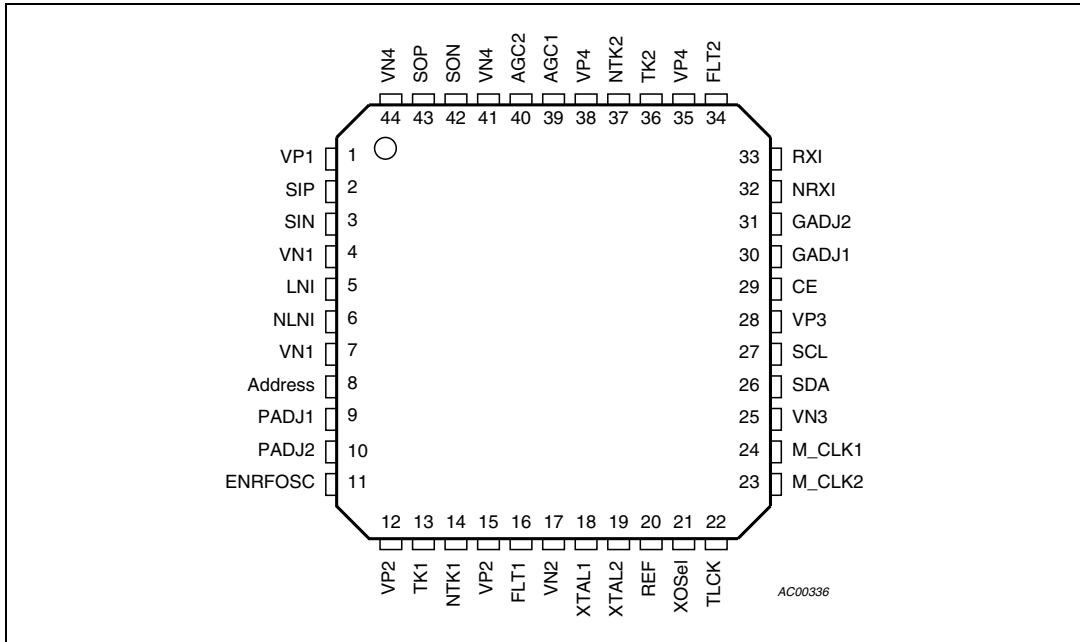 VN4 SOP SON VN4 AGC2 AGC1 VP4 NTK2 TK2 VP4 FLT2
44 43 42 41 40 39 38 37 36 35 34
VP1 1 33 RXI
SIP 2 32 NRXI
SIN 3 31 GADJ2
VN1 4 30 GADJ1
LNI 5 29 CE
NLNI 6 28 VP3
VN1 7 27 SCL
Address 8 26 SDA
PADJ1 9 25 VN3
PADJ2 10 24 M_CLK1
ENRFOSC 11 23 M_CLK2
12 13 14 15 16 17 18 19 20 21 22
VP2 TK1 NTK1 VP2 FLT1 VN2 XTAL1 XTAL2 REF XOSel TLCK
AC00336